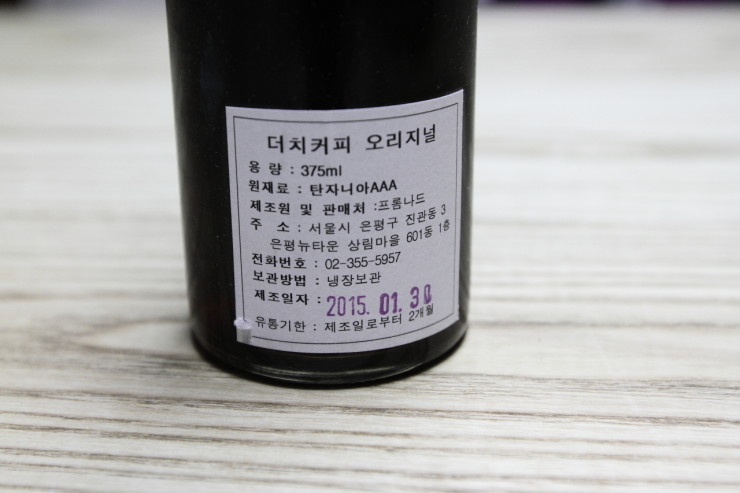 더치커피 오리지널
용 량 : 375ml
원재료 : 탄자니아AAA
제조원 및 판매처 :프롬나드
주 소 : 서울시 은평구 진관동 3
은평뉴타운 상림마을 601동 1층
전화번호 : 02-355-5957
보관방법 : 냉장보관
제조일자 : 2015. 01. 30
유통기한 : 제조일로부터 2개월